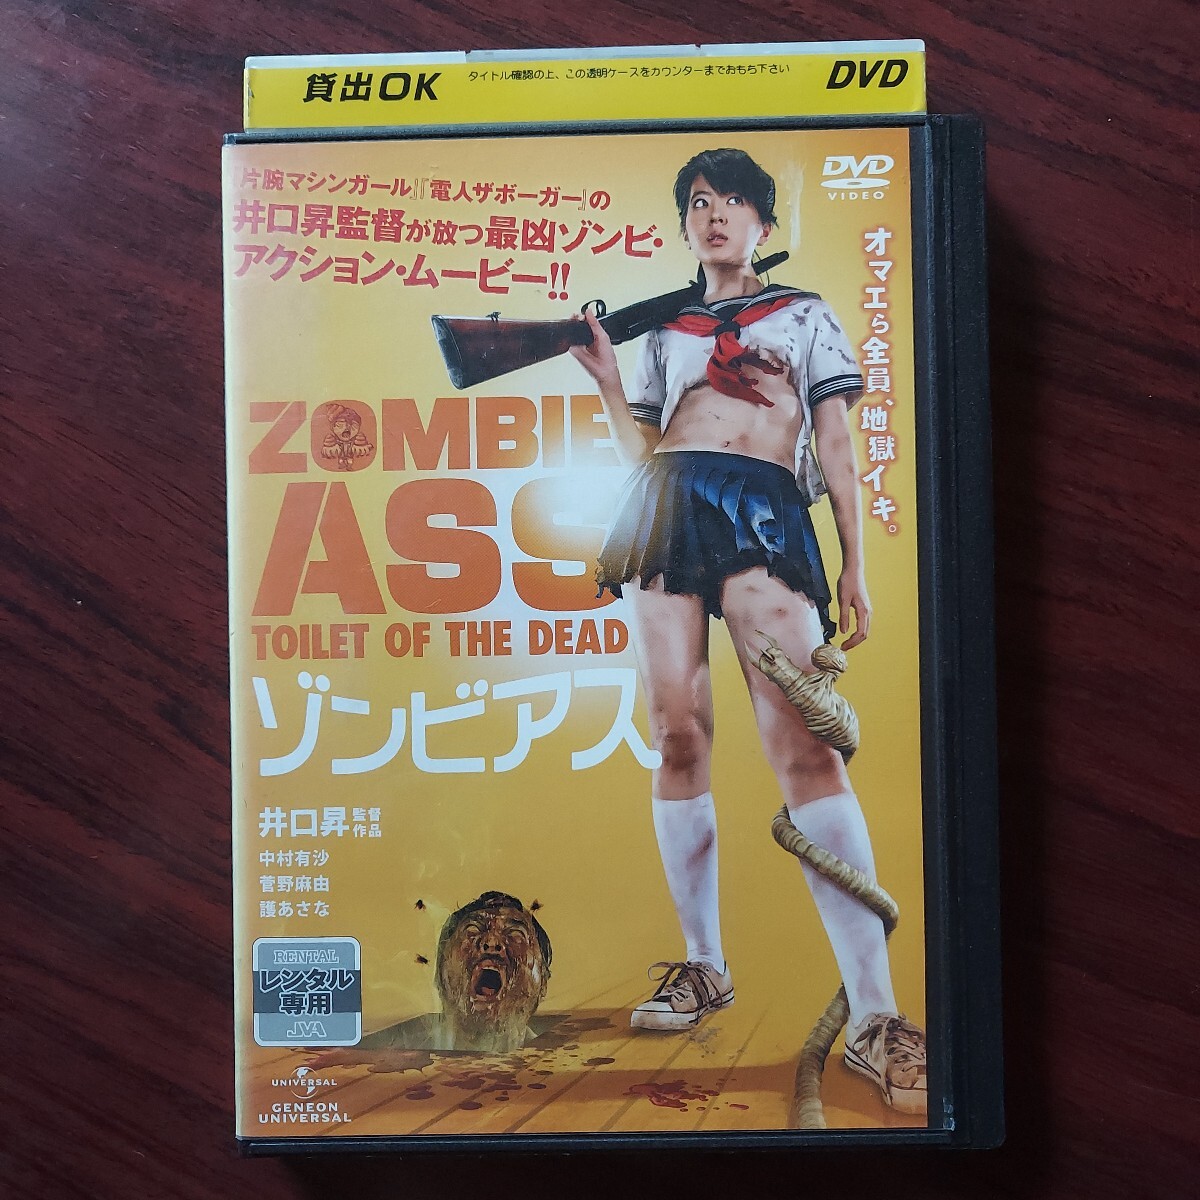 貸出OK
タイトル確認の上、この透明ケースをカウンターまでおもち下さい
DVD
『片腕マシンガール』『電人ザボーガー』の
井口昇監督が放つ最凶ゾンビ・
アクション・ムービー!!
DVD
VIDEO
オマエら全員、地獄イキ。
ZOMBIE
ASS
TOILET OF THE DEAD
ゾンビアス
井口昇監督作品
中村有沙
菅野麻由
護あさな
RENTAL
レンタル
専用
JVA
UNIVERSAL
GENEON
UNIVERSAL